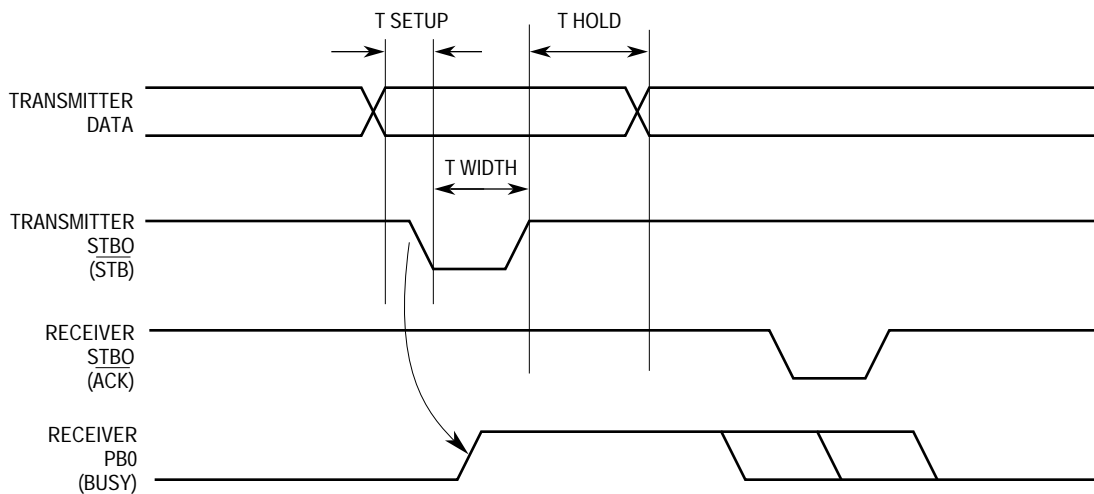 T SETUP
T HOLD
TRANSMITTER
DATA
T WIDTH
TRANSMITTER
STBO
(STB)
RECEIVER
STBO
(ACK)
RECEIVER
PB0
(BUSY)